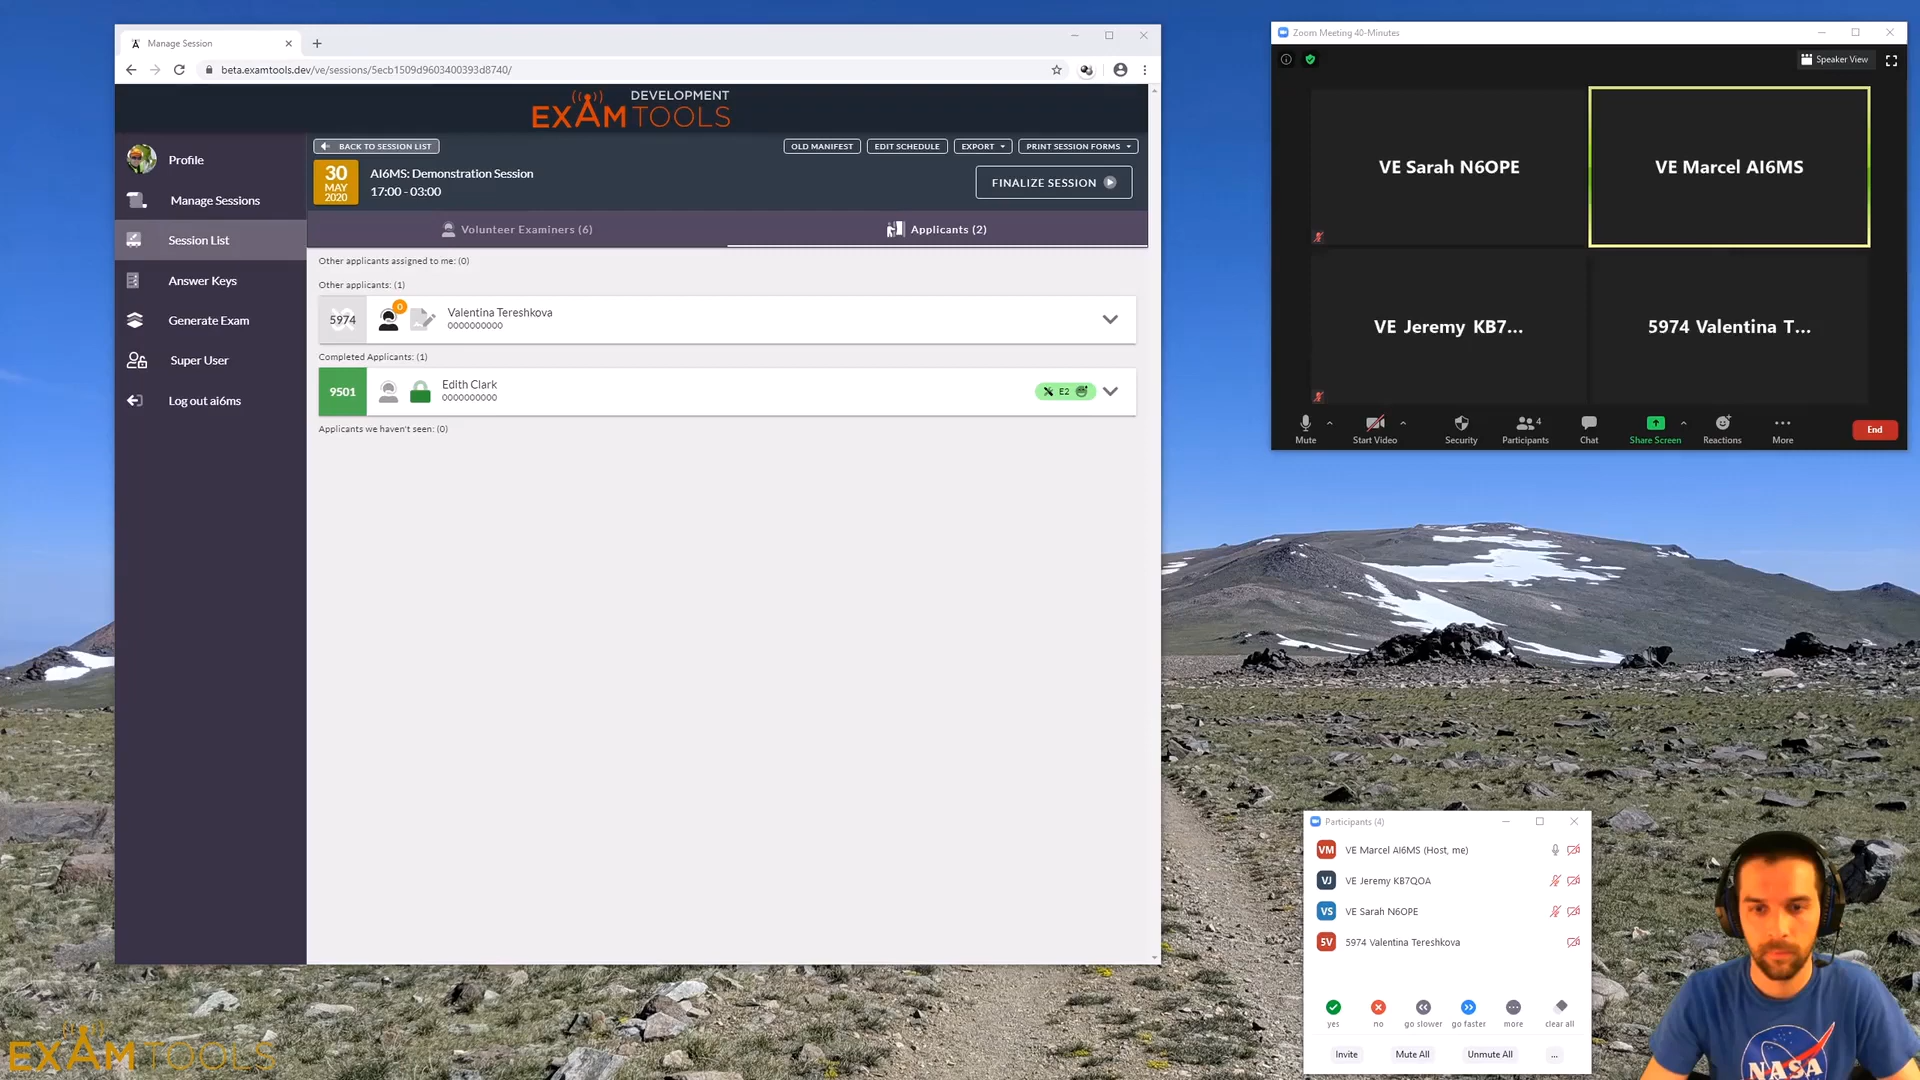 Manage Session
beta.examtools.dev/ve/sessions/5ecb1509d9603400393d8740/
DEVELOPMENT
EXAMTOOLS
Profile
Manage Sessions
Session List
Answer Keys
Generate Exam
Super User
Log out ai6ms
BACK TO SESSION LIST
OLD MANIFEST
EDIT SCHEDULE
EXPORT
PRINT SESSION FORMS
30
MAY
2020
AI6MS: Demonstration Session
17:00 - 03:00
FINALIZE SESSION
Volunteer Examiners (6)
Applicants (2)
Other applicants assigned to me: (0)
Other applicants: (1)
5974
0
Valentina Tereshkova
0000000000
Completed Applicants: (1)
9501
Edith Clark
0000000000
E2
Applicants we haven't seen: (0)
Zoom Meeting 40-Minutes
Speaker View
VE Sarah N6OPE
VE Marcel AI6MS
VE Jeremy KB7...
5974 Valentina T...
Mute
Start Video
Security
4
Participants
Chat
Share Screen
Reactions
More
End
Participants (4)
VM
VE Marcel AI6MS (Host, me)
VJ
VE Jeremy KB7QOA
VS
VE Sarah N6OPE
5V
5974 Valentina Tereshkova
yes
no
go slower
go faster
more
clear all
Invite
Mute All
Unmute All
...
NASA
EXAMTOOLS